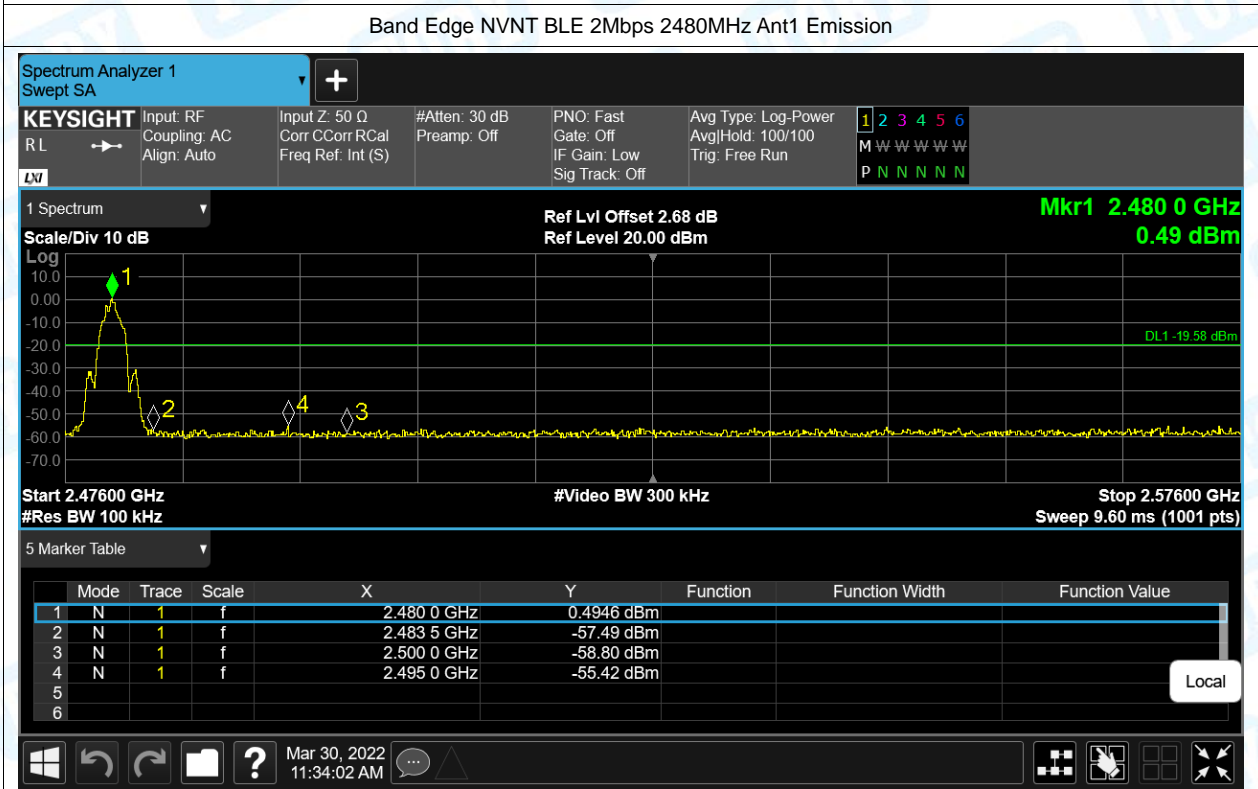 Band Edge NVNT BLE 2Mbps 2480MHz Ant1 Emission
Spectrum Analyzer 1
Swept SA
KEYSIGHT
R L
LXI
Input: RF
Coupling: AC
Align: Auto
Input Z: 50 Ω
Corr CCorr RCal
Freq Ref: Int (S)
#Atten: 30 dB
Preamp: Off
PNO: Fast
Gate: Off
IF Gain: Low
Sig Track: Off
Avg Type: Log-Power
Avg|Hold: 100/100
Trig: Free Run
1 2 3 4 5 6
M W W W W W
P N N N N N
1 Spectrum
Scale/Div 10 dB
Ref Lvl Offset 2.68 dB
Ref Level 20.00 dBm
Mkr1 2.480 0 GHz
0.49 dBm
Log
10.0
0.00
-10.0
-20.0
-30.0
-40.0
-50.0
-60.0
-70.0
1
2
4
3
DL1 -19.58 dBm
Start 2.47600 GHz
#Video BW 300 kHz
Stop 2.57600 GHz
#Res BW 100 kHz
Sweep 9.60 ms (1001 pts)
5 Marker Table
Mode Trace Scale X Y Function Function Width Function Value
1 N 1 f 2.480 0 GHz 0.4946 dBm
2 N 1 f 2.483 5 GHz -57.49 dBm
3 N 1 f 2.500 0 GHz -58.80 dBm
4 N 1 f 2.495 0 GHz -55.42 dBm
5
6
Local
?
Mar 30, 2022
11:34:02 AM